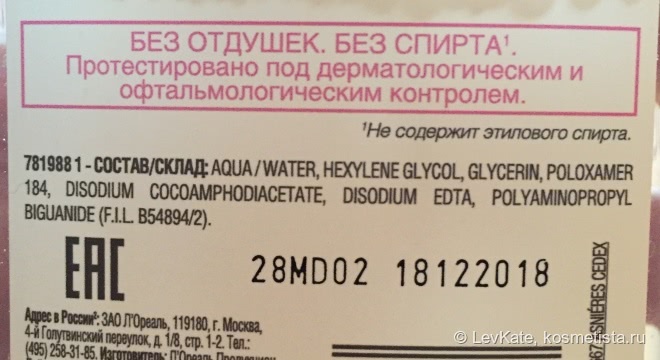 БЕЗ ОТДУШЕК. БЕЗ СПИРТА¹.
Протестировано под дерматологическим и
офтальмологическим контролем.
¹Не содержит этилового спирта.
781988 1 - СОСТАВ/СКЛАД: AQUA / WATER, HEXYLENE GLYCOL, GLYCERIN, POLOXAMER
184, DISODIUM COCOAMPHODIACETATE, DISODIUM EDTA, POLYAMINOPROPYL
BIGUANIDE (F.I.L. B54894/2).
EAC
28MD02 18122018
Адрес в России²: ЗАО Л'Ореаль, 119180, г. Москва,
4-й Голутвинский переулок, д. 1/8, стр. 1-2. Тел.:
(495) 258-31-85. Изготовитель:
CEDEX
© LevKate, kosmetista.ru